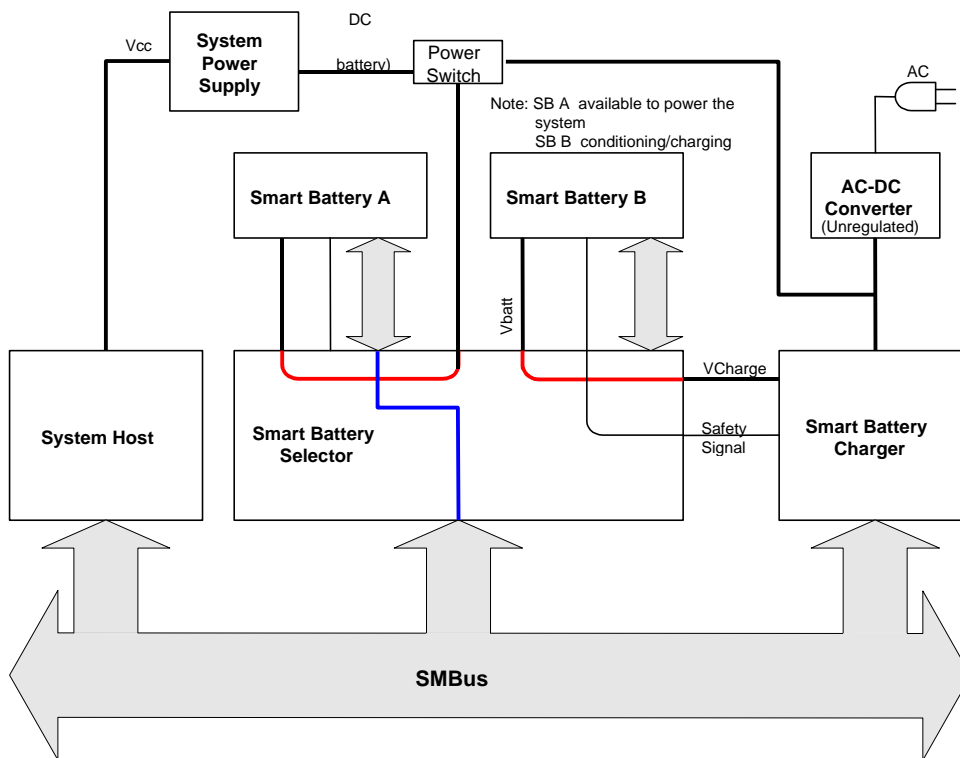 DC
System
Power
Supply
Vcc
battery)
Power
Switch
AC
Note: SB A available to power the
system
SB B conditioning/charging
Smart Battery A
Smart Battery B
AC-DC
Converter
(Unregulated)
Vbatt
VCharge
System Host
Smart Battery
Selector
Safety
Signal
Smart Battery
Charger
SMBus